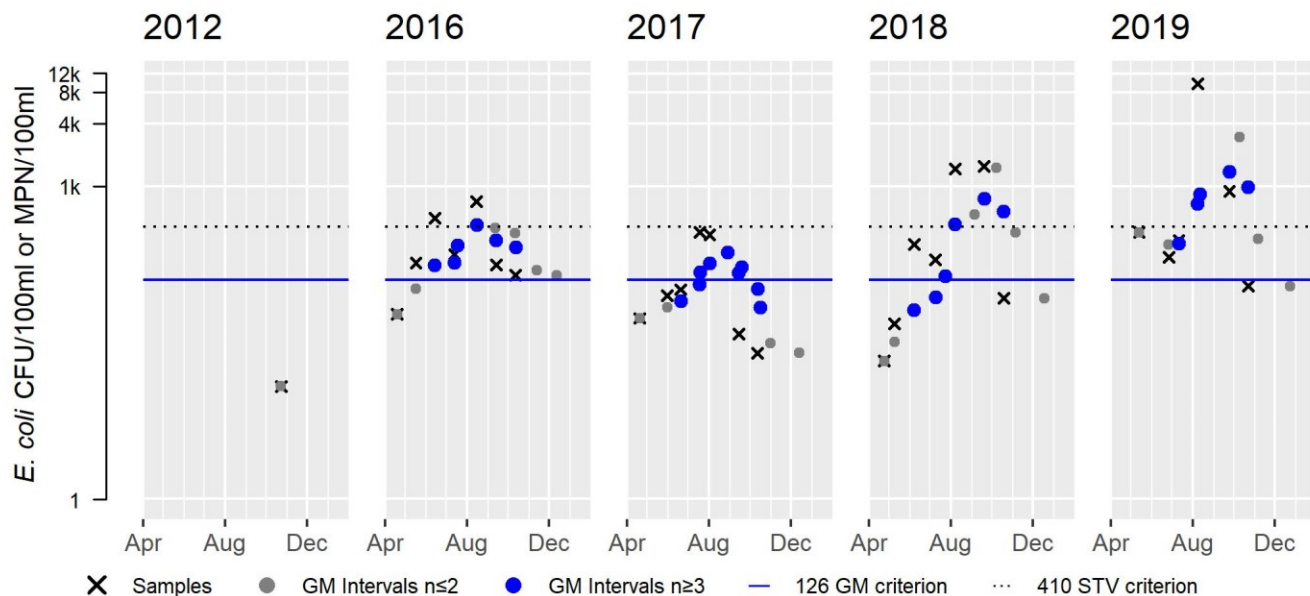 2012 2016 2017 2018 2019
E. coli CFU/100ml or MPN/100ml
12k
8k
4k
1k
1
Apr Aug Dec Apr Aug Dec Apr Aug Dec Apr Aug Dec Apr Aug Dec
Samples GM Intervals n≤2 GM Intervals n≥3 126 GM criterion 410 STV criterion